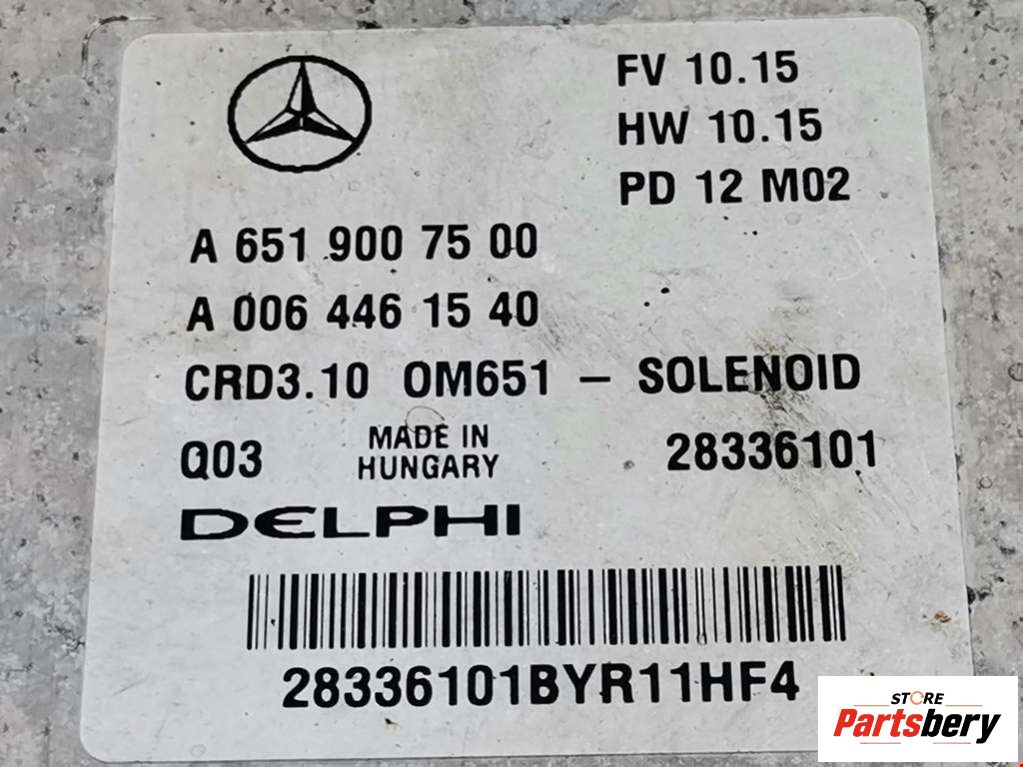 FV 10.15
HW 10.15
PD 12 M02
A 651 900 75 00
A 006 446 15 40
CRD3.10 OM651 – SOLENOID
Q03
MADE IN
HUNGARY
28336101
DELPHI
28336101BYR11HF4
STORE
Partsbery